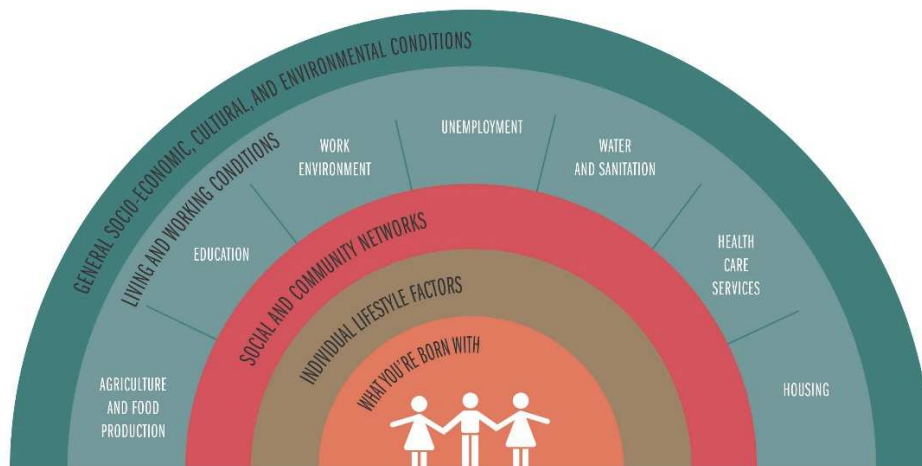 GENERAL SOCIO-ECONOMIC, CULTURAL, AND ENVIRONMENTAL CONDITIONS
LIVING AND WORKING CONDITIONS
AGRICULTURE
AND FOOD
PRODUCTION
EDUCATION
WORK
ENVIRONMENT
UNEMPLOYMENT
WATER
AND SANITATION
HEALTH
CARE
SERVICES
HOUSING
SOCIAL AND COMMUNITY NETWORKS
INDIVIDUAL LIFESTYLE FACTORS
WHAT YOU'RE BORN WITH